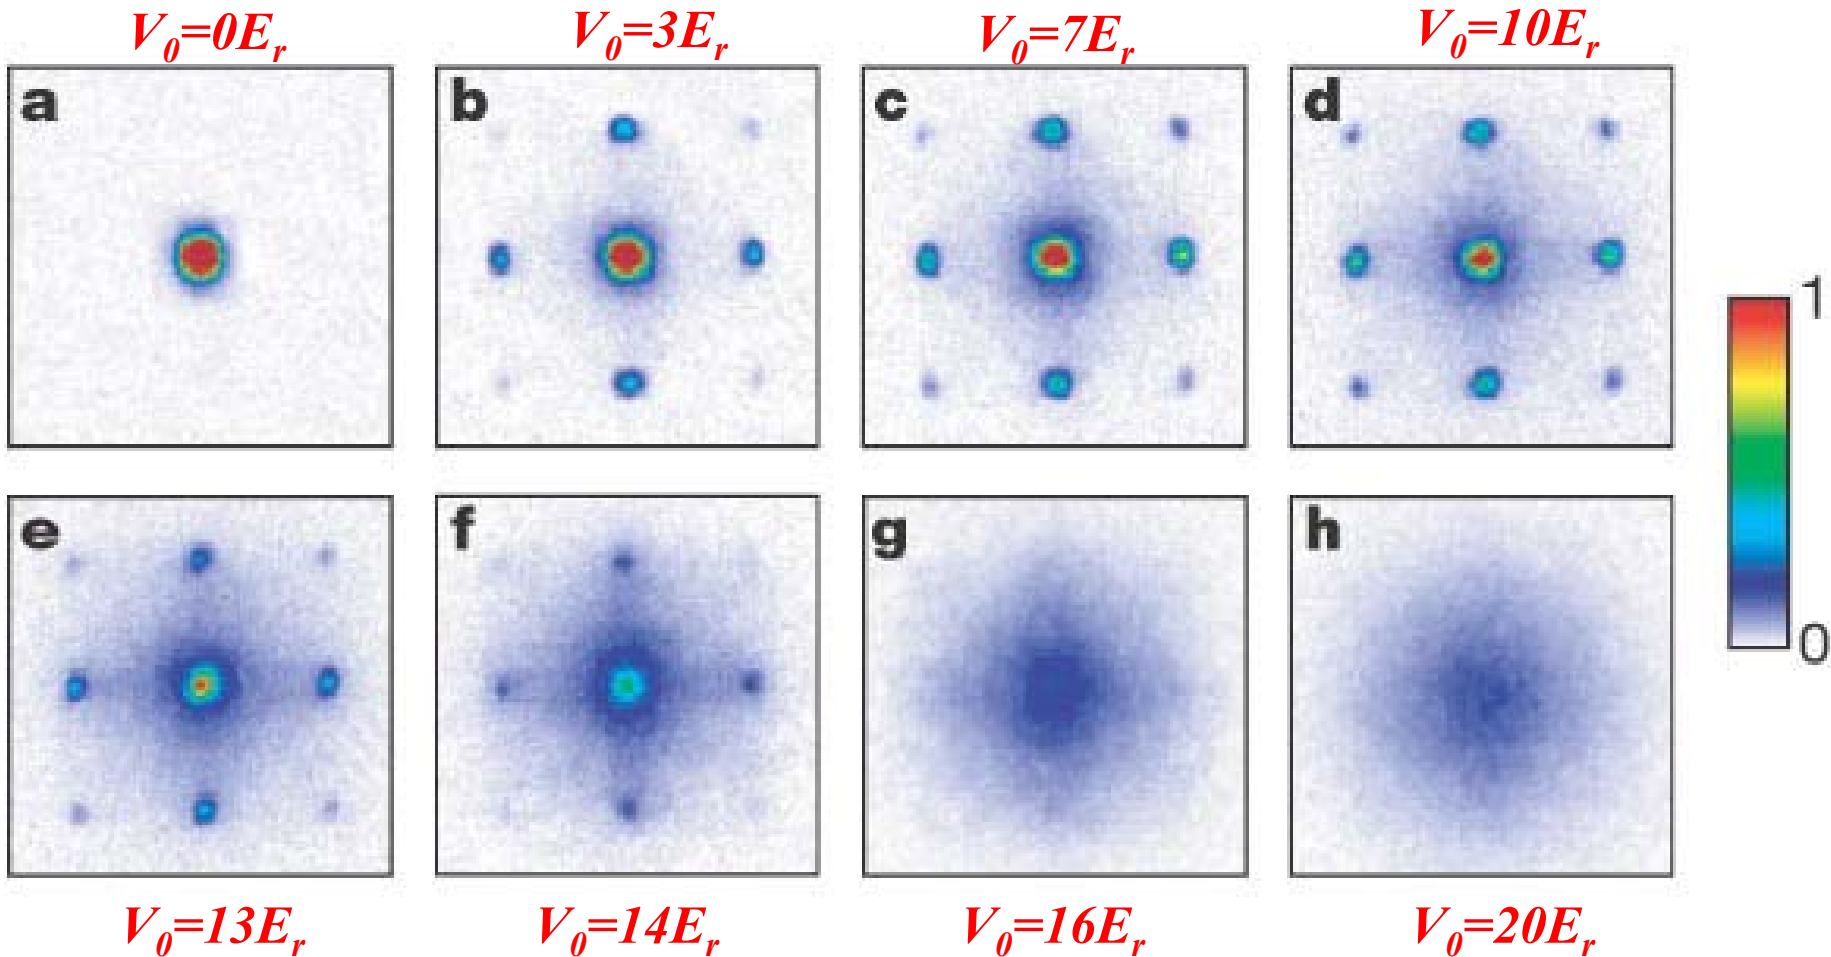 V₀=0Eᵣ V₀=3Eᵣ V₀=7Eᵣ V₀=10Eᵣ
a b c d
1
e f g h
0
V₀=13Eᵣ V₀=14Eᵣ V₀=16Eᵣ V₀=20Eᵣ